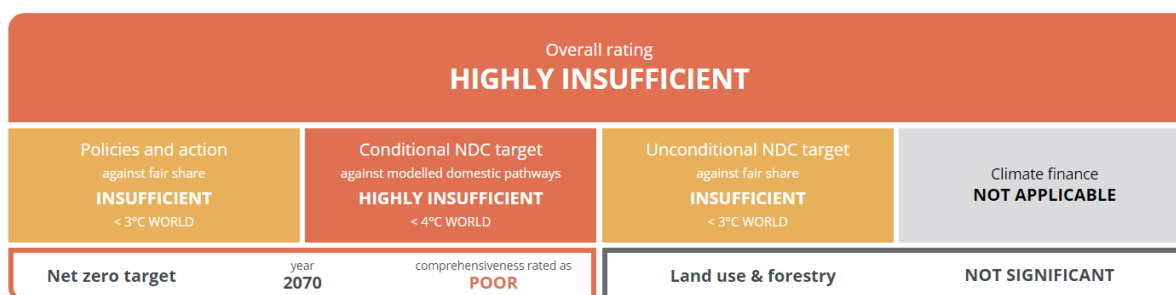 Overall rating
HIGHLY INSUFFICIENT
Policies and action
against fair share
INSUFFICIENT
< 3°C WORLD
Conditional NDC target
against modelled domestic pathways
HIGHLY INSUFFICIENT
< 4°C WORLD
Unconditional NDC target
against fair share
INSUFFICIENT
< 3°C WORLD
Climate finance
NOT APPLICABLE
Net zero target
year
2070
comprehensiveness rated as
POOR
Land use & forestry
NOT SIGNIFICANT